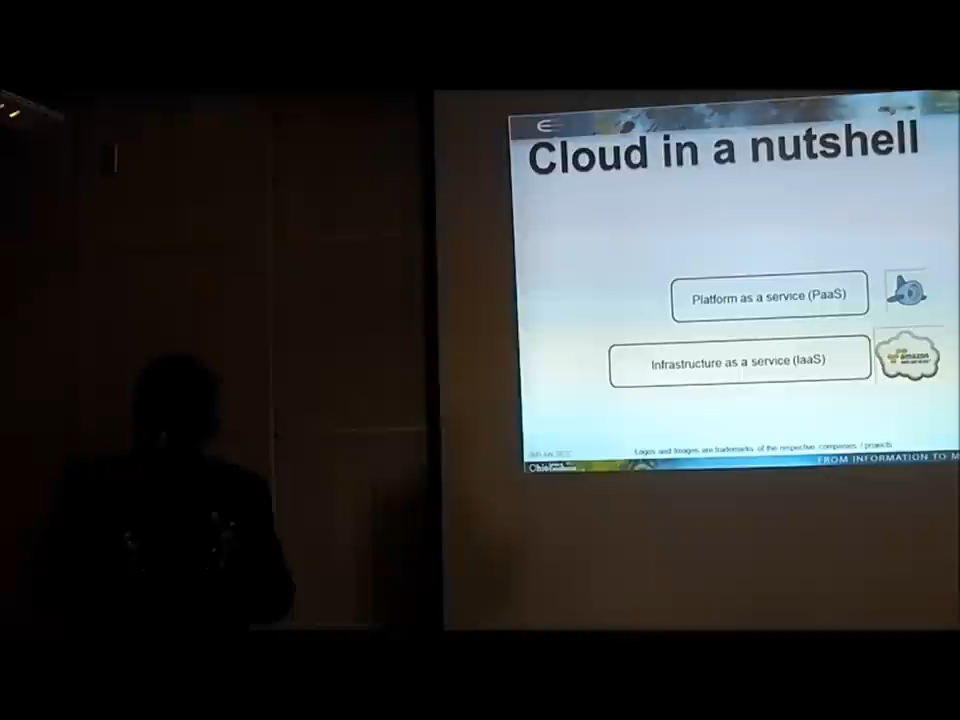 Cloud in a nutshell
Platform as a service (PaaS)
Infrastructure as a service (IaaS)
amazon
Logos and Images are trademarks of the respective companies / projects
FROM INFORMATION TO M